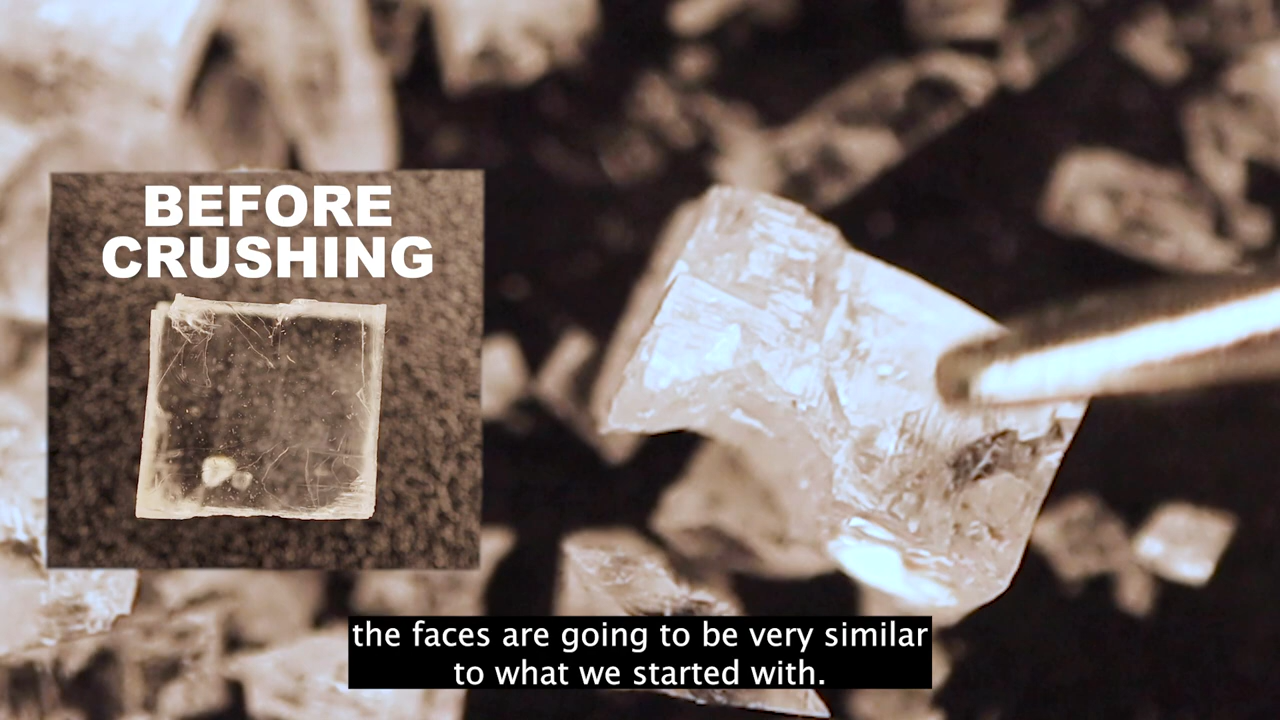 BEFORE
CRUSHING
the faces are going to be very similar
to what we started with.